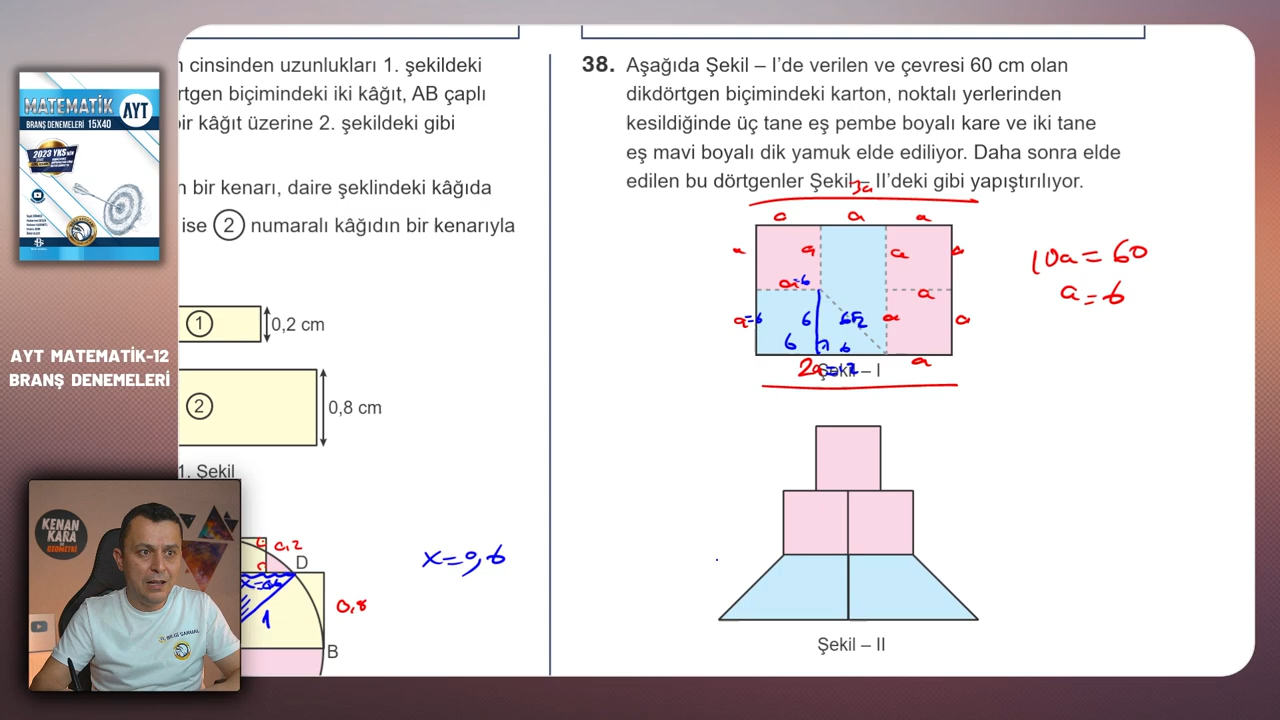 MATEMATİK AYT
BRANŞ DENEMELERİ 15X40
AYT MATEMATİK-12
BRANŞ DENEMELERİ
KENAN
KARA
cinsinden uzunlukları 1. şekildeki
rtgen biçimindeki iki kâğıt, AB çaplı
bir kâğıt üzerine 2. şekildeki gibi
n bir kenarı, daire şeklindeki kâğıda
ise 2 numaralı kâğıdın bir kenarıyla
1
0,2 cm
2
0,8 cm
1. Şekil
0,2
D
0,8
1
B
x=0,6
38. Aşağıda Şekil – I’de verilen ve çevresi 60 cm olan
dikdörtgen biçimindeki karton, noktalı yerlerinden
kesildiğinde üç tane eş pembe boyalı kare ve iki tane
eş mavi boyalı dik yamuk elde ediliyor. Daha sonra elde
edilen bu dörtgenler Şekil – II’deki gibi yapıştırılıyor.
3a
a a a
a a a
a=6 a
a=6 6 6√2 a a
6 6
2a=12 a
Şekil – I
10a=60
a=6
Şekil – II